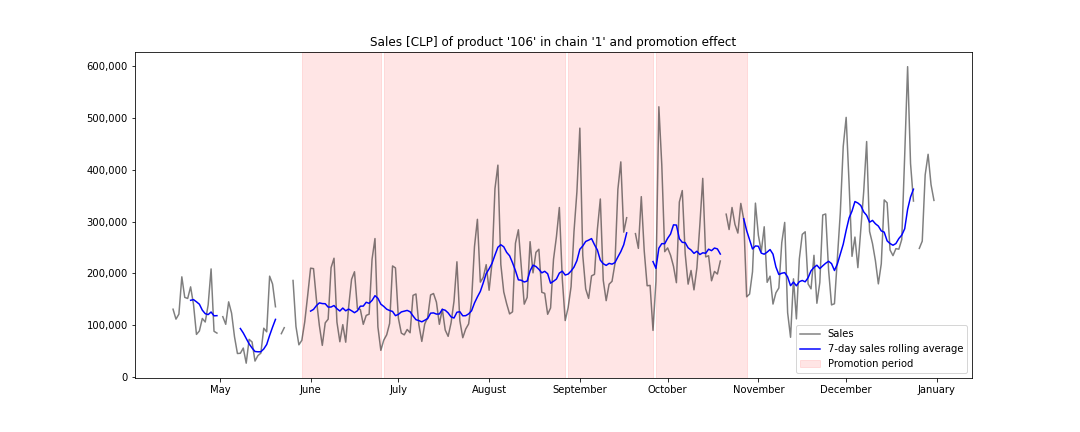 Sales [CLP] of product '106' in chain '1' and promotion effect
600,000
500,000
400,000
300,000
200,000
100,000
0
May June July August September October November December January
Sales
7-day sales rolling average
Promotion period